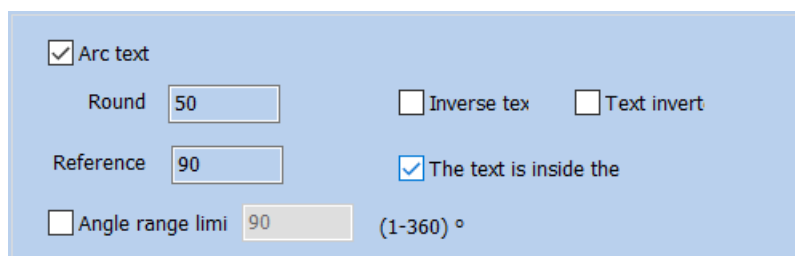 Arc text
Round 50 Inverse tex Text invert
Reference 90 The text is inside the
Angle range limi 90 (1-360) °